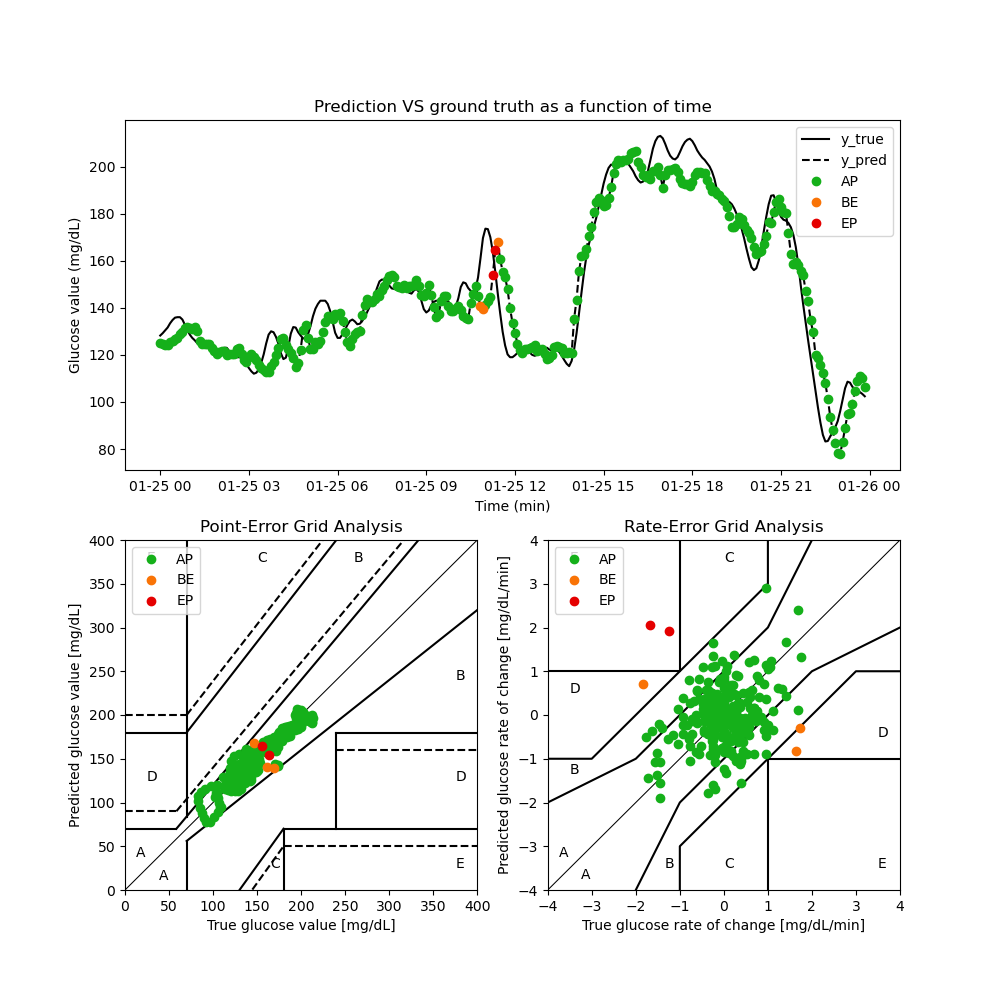 Prediction VS ground truth as a function of time
Glucose value (mg/dL)
200
180
160
140
120
100
80
y_true
y_pred
AP
BE
EP
01-25 00 01-25 03 01-25 06 01-25 09 01-25 12 01-25 15 01-25 18 01-25 21 01-26 00
Time (min)
Point-Error Grid Analysis
Predicted glucose value [mg/dL]
400
350
300
250
200
150
100
50
0
AP
BE
EP
C
B
B
D
D
A
A
C
E
0 50 100 150 200 250 300 350 400
True glucose value [mg/dL]
Rate-Error Grid Analysis
Predicted glucose rate of change [mg/dL/min]
4
3
2
1
0
−1
−2
−3
−4
AP
BE
EP
C
D
D
B
A
A
B
C
E
−4 −3 −2 −1 0 1 2 3 4
True glucose rate of change [mg/dL/min]